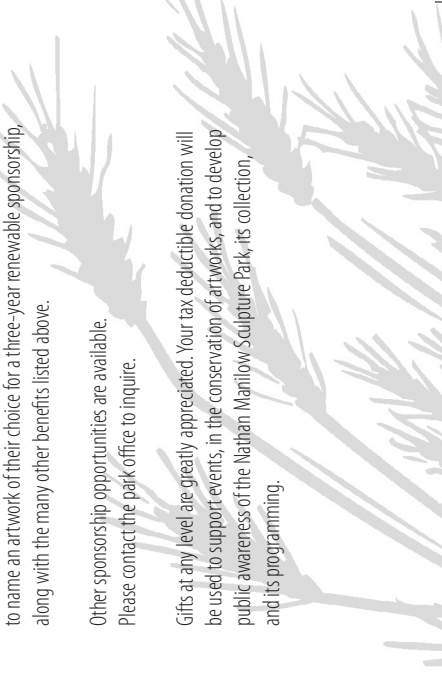 to name an artwork of their choice for a three-year renewable sponsorship,
along with the many other benefits listed above.
Other sponsorship opportunities are available.
Please contact the park office to inquire.
Gifts at any level are greatly appreciated. Your tax deductible donation will
be used to support events, in the conservation of artworks, and to develop
public awareness of the Nathan Manilow Sculpture Park, its collection,
and its programming.